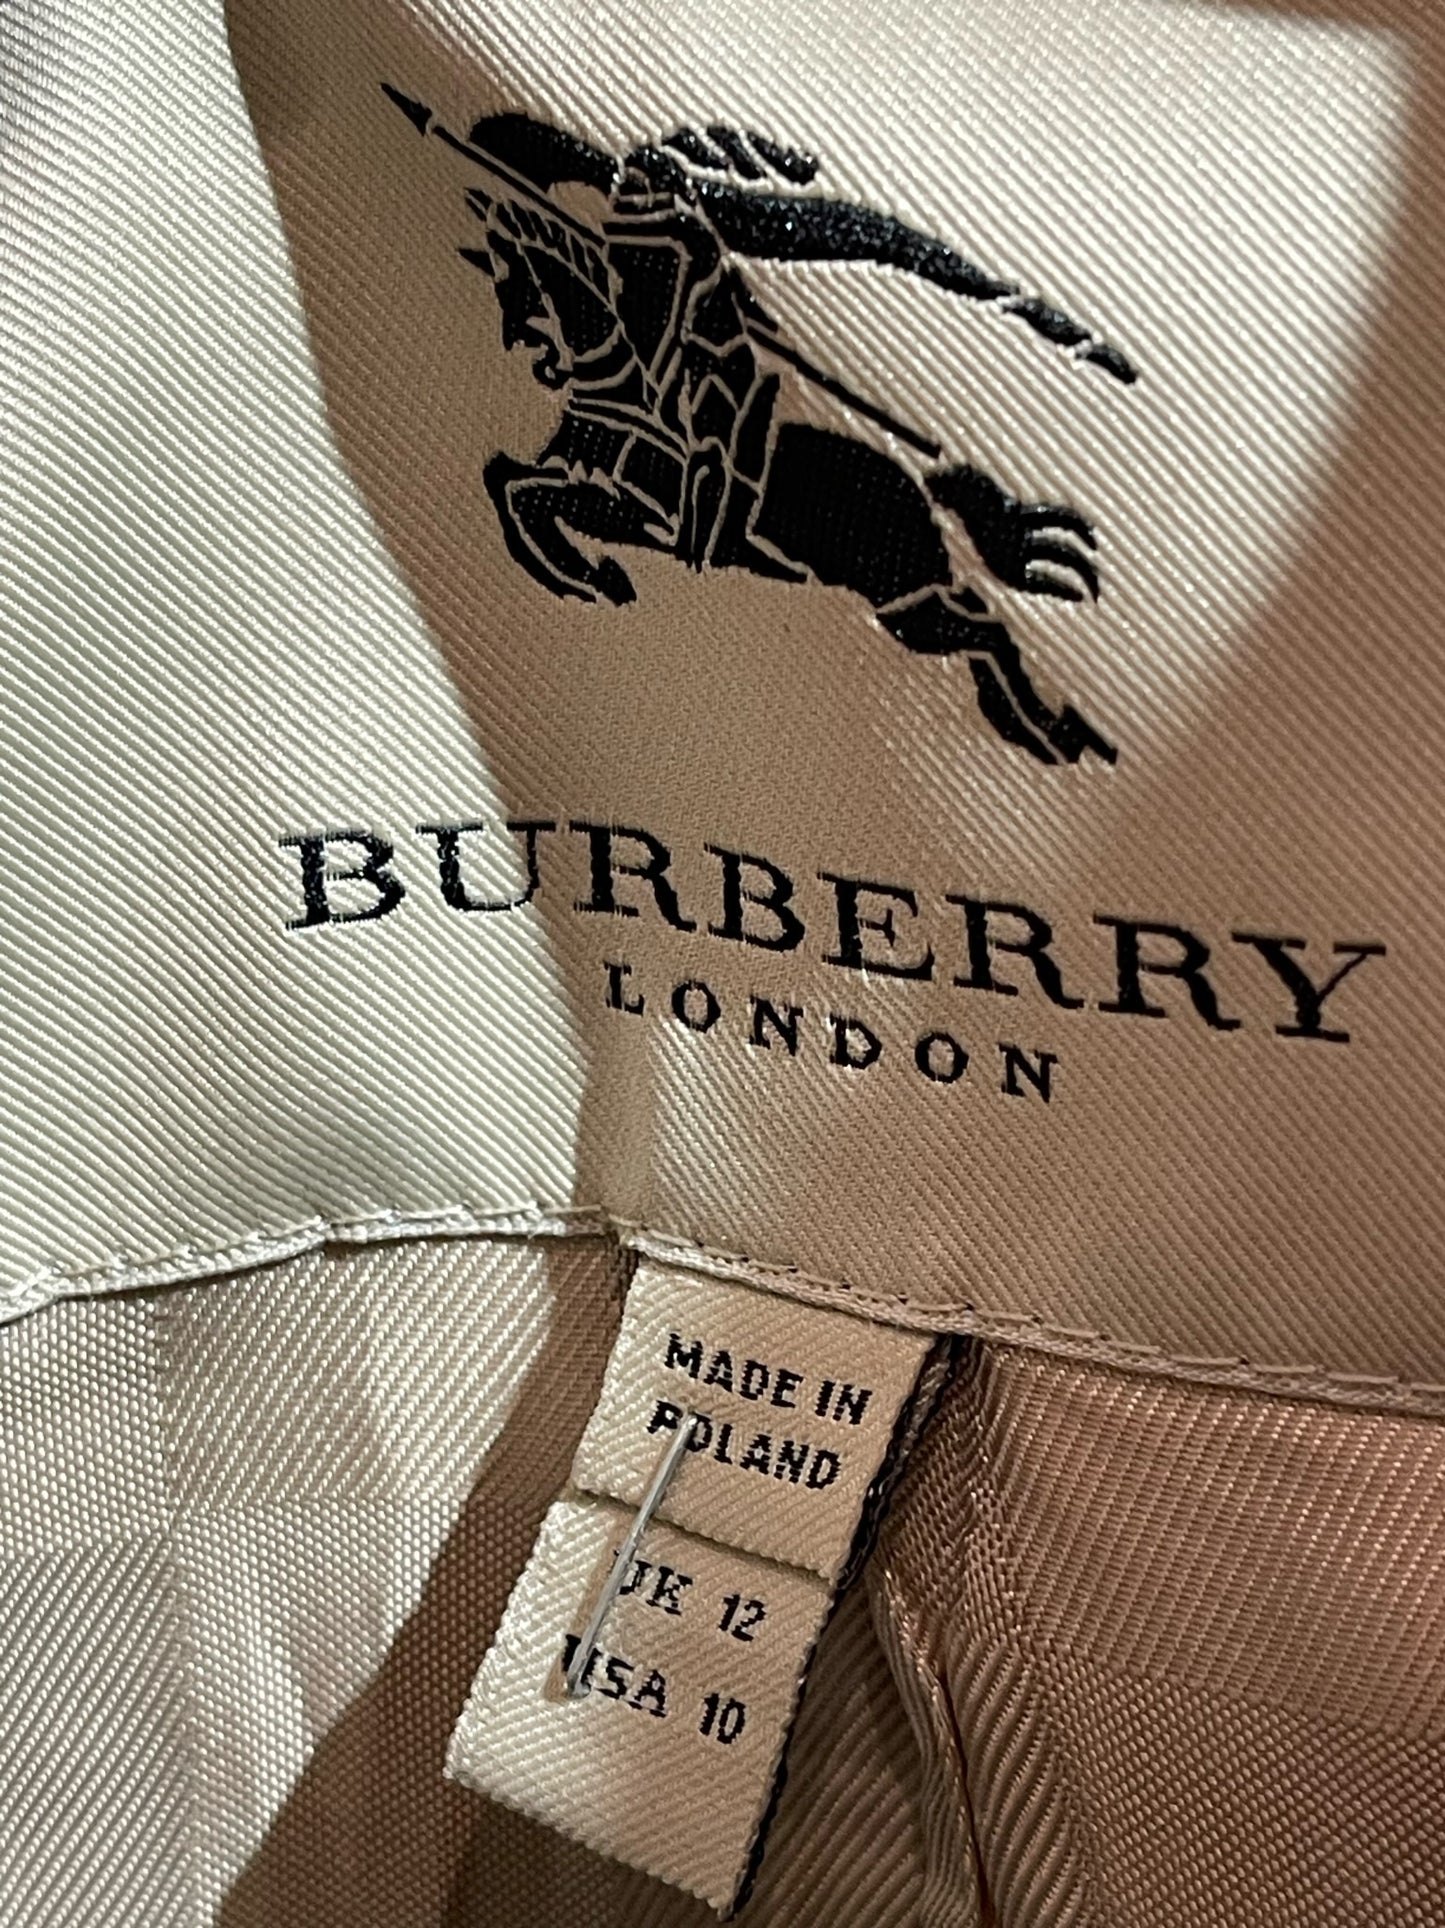 BURBERRY
LONDON
MADE IN
POLAND
UK 12
USA 10